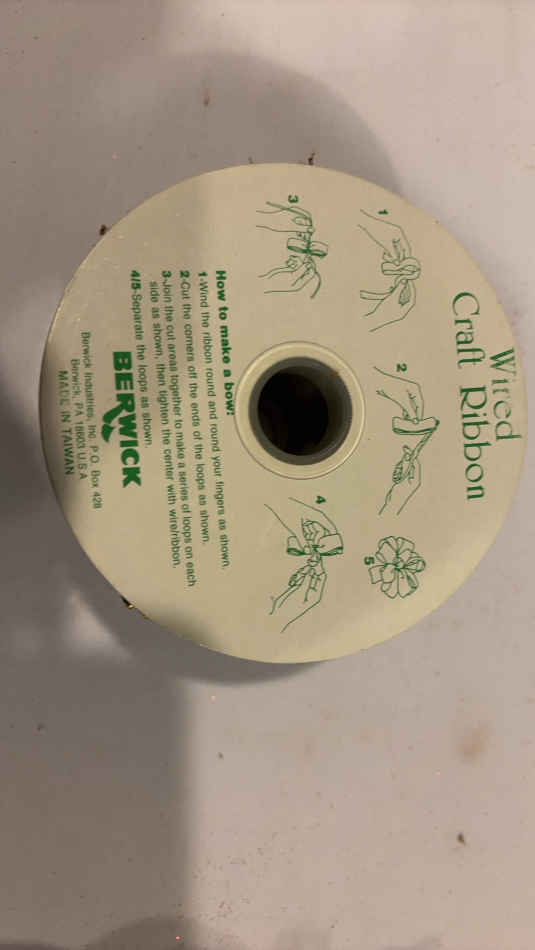 Wired
Craft Ribbon
1
2
3
4
5
How to make a bow:
1-Wind the ribbon round and round your fingers as shown.
2-Cut the corners off the ends of the loops as shown.
3-Join the cut areas together to make a series of loops on each
side as shown, then tighten the center with wire/ribbon.
4/5-Separate the loops as shown.
BERWICK
Berwick Industries, Inc. P.O. Box 428
Berwick, PA 18603 U.S.A
MADE IN TAIWAN